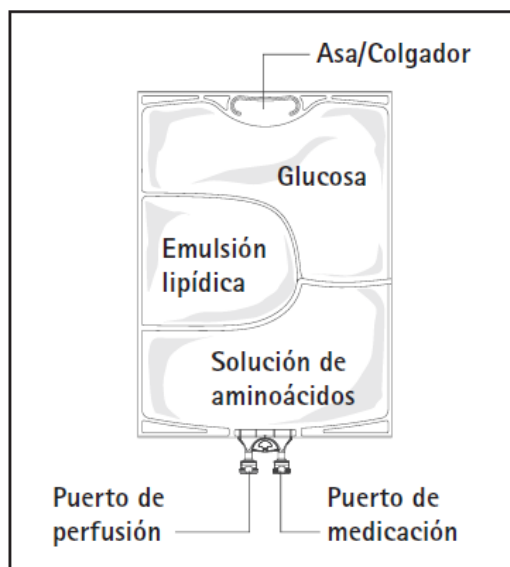 Asa/Colgador
Glucosa
Emulsión
lipídica
Solución de
aminoácidos
Puerto de
perfusión
Puerto de
medicación